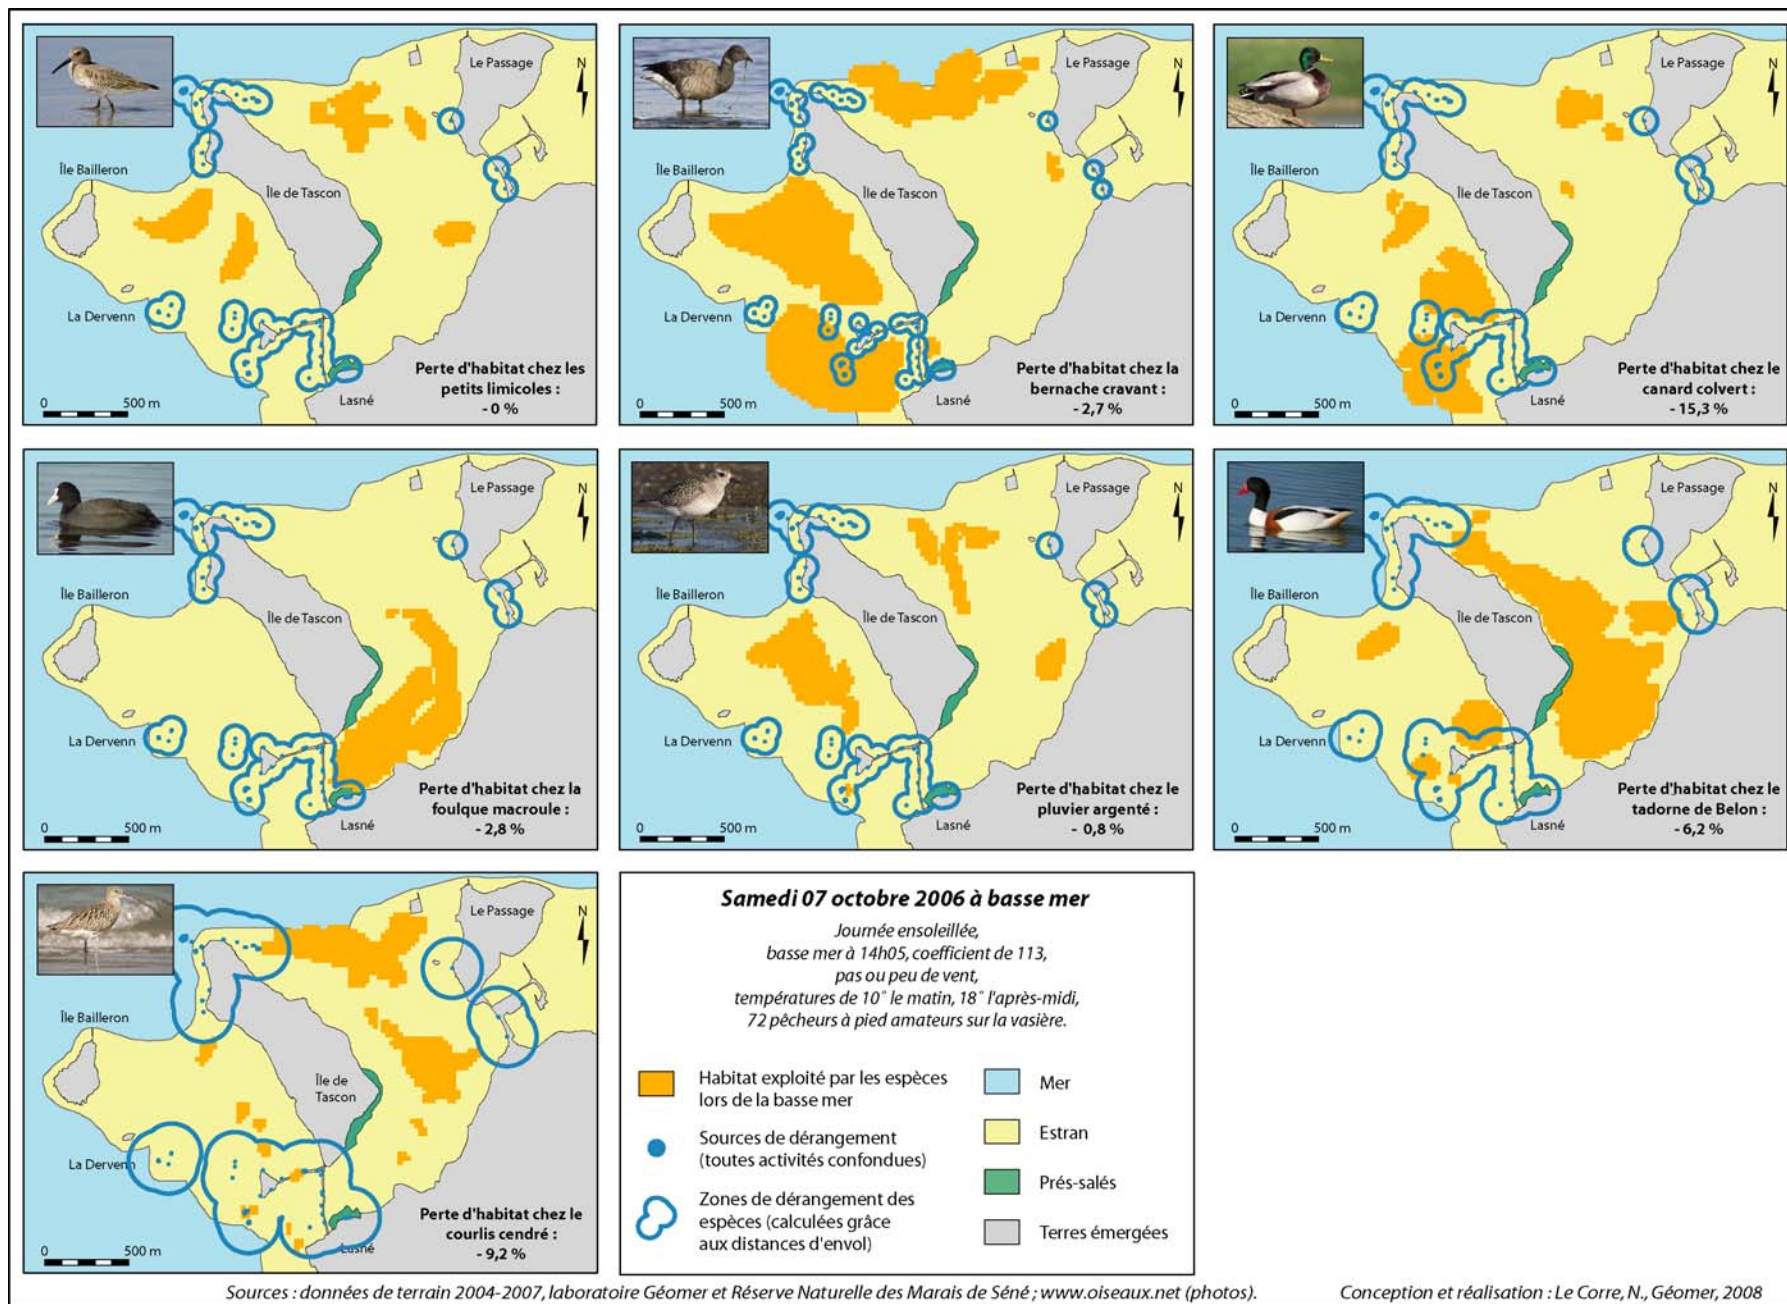 Le Passage
N
Île Bailleron
Île de Tascon
La Dervenn
Perte d'habitat chez les
petits limicoles :
- 0 %
0 500 m
Lasné
Le Passage
N
Île Bailleron
Île de Tascon
La Dervenn
Perte d'habitat chez la
bernache cravant :
- 2,7 %
0 500 m
Lasné
Le Passage
N
Île Bailleron
Île de Tascon
La Dervenn
Perte d'habitat chez le
canard colvert :
- 15,3 %
0 500 m
Lasné
Le Passage
N
Île Bailleron
Île de Tascon
La Dervenn
Perte d'habitat chez la
foulque macroule :
- 2,8 %
0 500 m
Lasné
Le Passage
N
Île Bailleron
Île de Tascon
La Dervenn
Perte d'habitat chez le
pluvier argenté :
- 0,8 %
0 500 m
Lasné
Le Passage
N
Île Bailleron
Île de Tascon
La Dervenn
Perte d'habitat chez le
tadorne de Belon :
- 6,2 %
0 500 m
Lasné
Le Passage
N
Île Bailleron
Île de
Tascon
La Dervenn
Perte d'habitat chez le
courlis cendré :
- 9,2 %
0 500 m
Lasné
Samedi 07 octobre 2006 à basse mer
Journée ensoleillée,
basse mer à 14h05, coefficient de 113,
pas ou peu de vent,
températures de 10° le matin, 18° l'après-midi,
72 pêcheurs à pied amateurs sur la vasière.
Habitat exploité par les espèces
lors de la basse mer
Sources de dérangement
(toutes activités confondues)
Zones de dérangement des
espèces (calculées grâce
aux distances d'envol)
Mer
Estran
Prés-salés
Terres émergées
Sources : données de terrain 2004-2007, laboratoire Géomer et Réserve Naturelle des Marais de Séné ; www.oiseaux.net (photos).
Conception et réalisation : Le Corre, N., Géomer, 2008